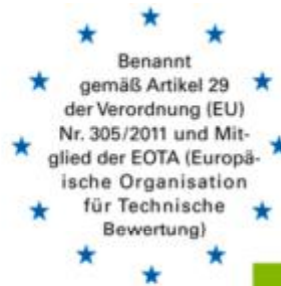 Benannt
gemäß Artikel 29
der Verordnung (EU)
Nr. 305/2011 und Mit-
glied der EOTA (Europä-
ische Organisation
für Technische
Bewertung)